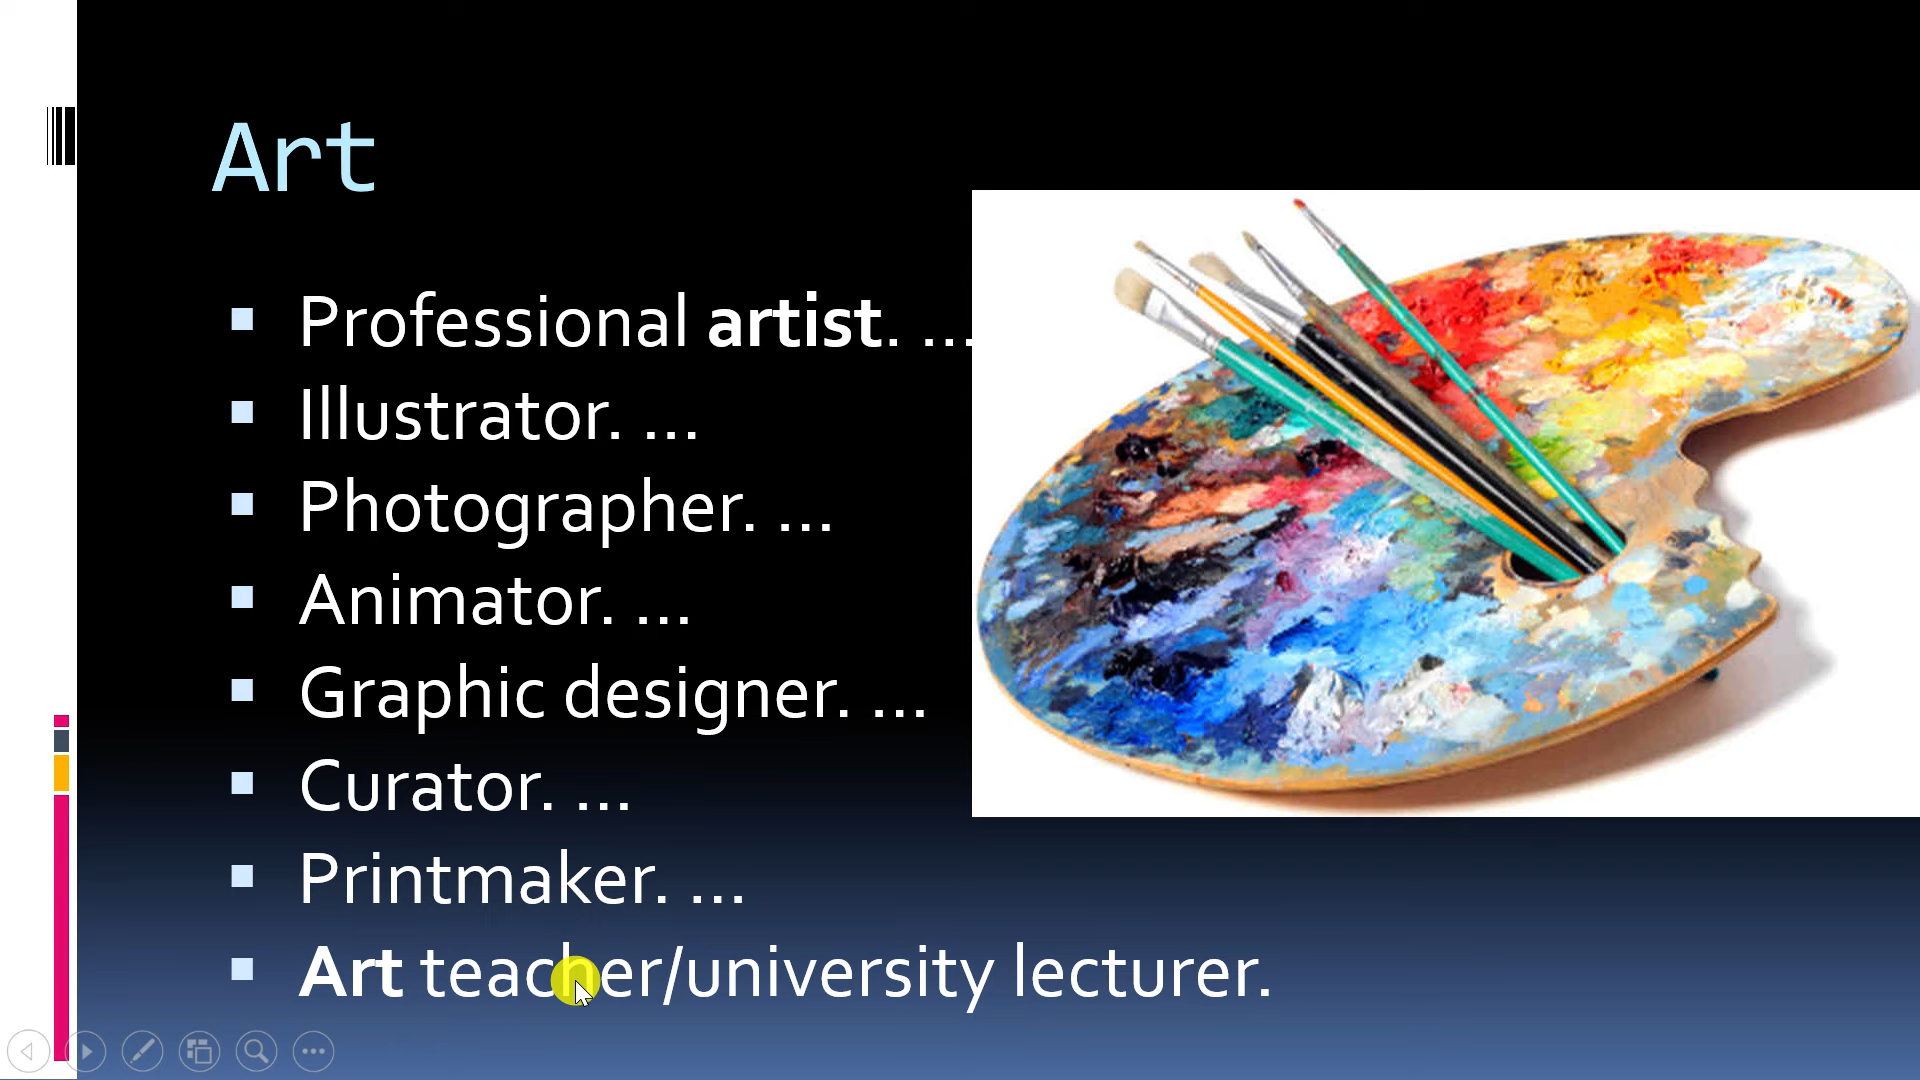 Art
Professional artist. ...
Illustrator. ...
Photographer. ...
Animator. ...
Graphic designer. ...
Curator. ...
Printmaker. ...
Art teacher/university lecturer.